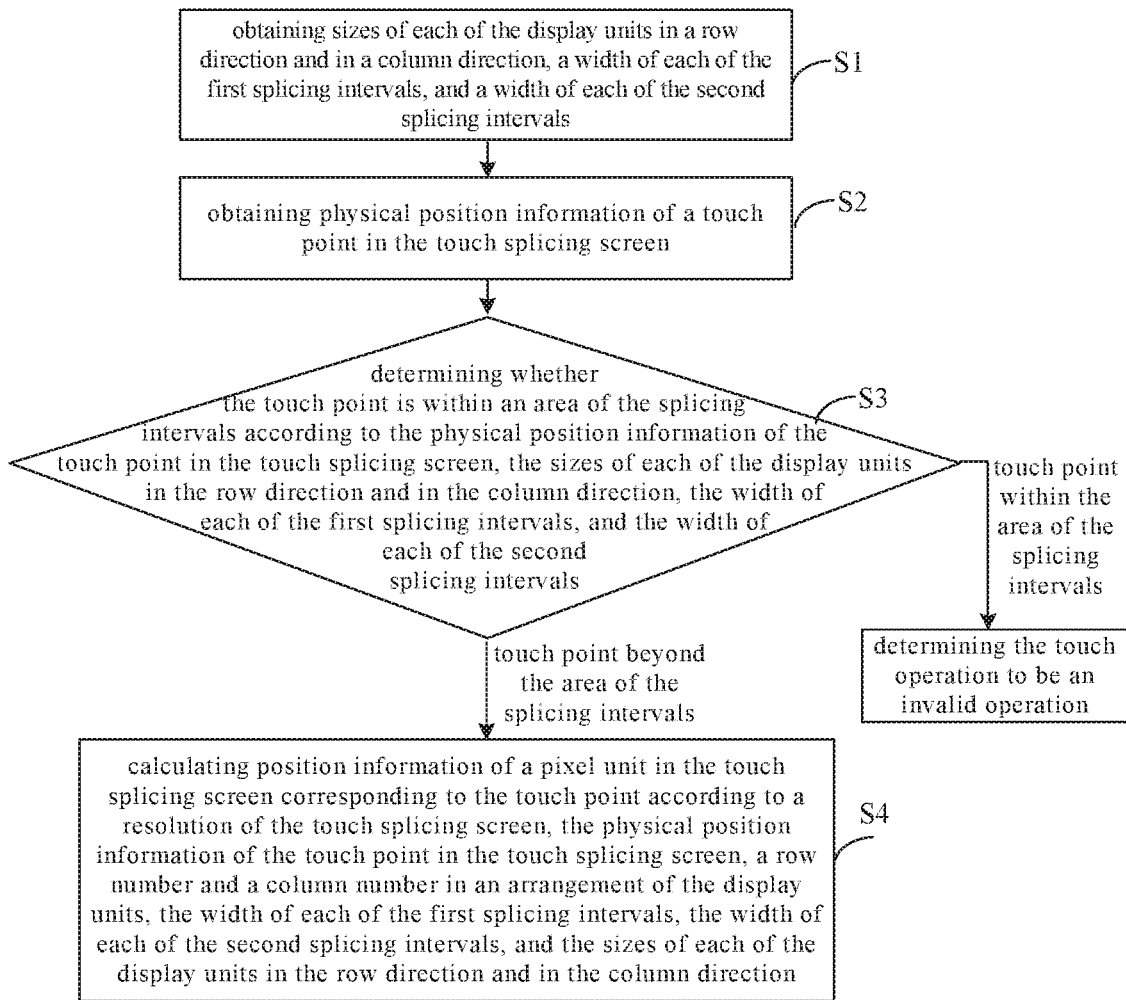 obtaining sizes of each of the display units in a row
direction and in a column direction, a width of each of the
first splicing intervals, and a width of each of the second
splicing intervals
S1
obtaining physical position information of a touch
point in the touch splicing screen
S2
determining whether
the touch point is within an area of the splicing
intervals according to the physical position information of the
touch point in the touch splicing screen, the sizes of each of the display units
in the row direction and in the column direction, the width of
each of the first splicing intervals, and the width of
each of the second
splicing intervals
S3
touch point
within the
area of the
splicing
intervals
determining the touch
operation to be an
invalid operation
touch point beyond
the area of the
splicing intervals
calculating position information of a pixel unit in the touch
splicing screen corresponding to the touch point according to a
resolution of the touch splicing screen, the physical position
information of the touch point in the touch splicing screen, a row
number and a column number in an arrangement of the display
units, the width of each of the first splicing intervals, the width of
each of the second splicing intervals, and the sizes of each of the
display units in the row direction and in the column direction
S4